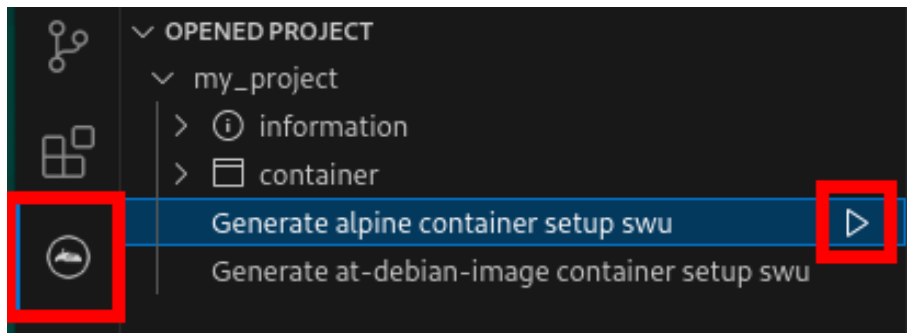 OPENED PROJECT
my_project
information
container
Generate alpine container setup swu
Generate at-debian-image container setup swu